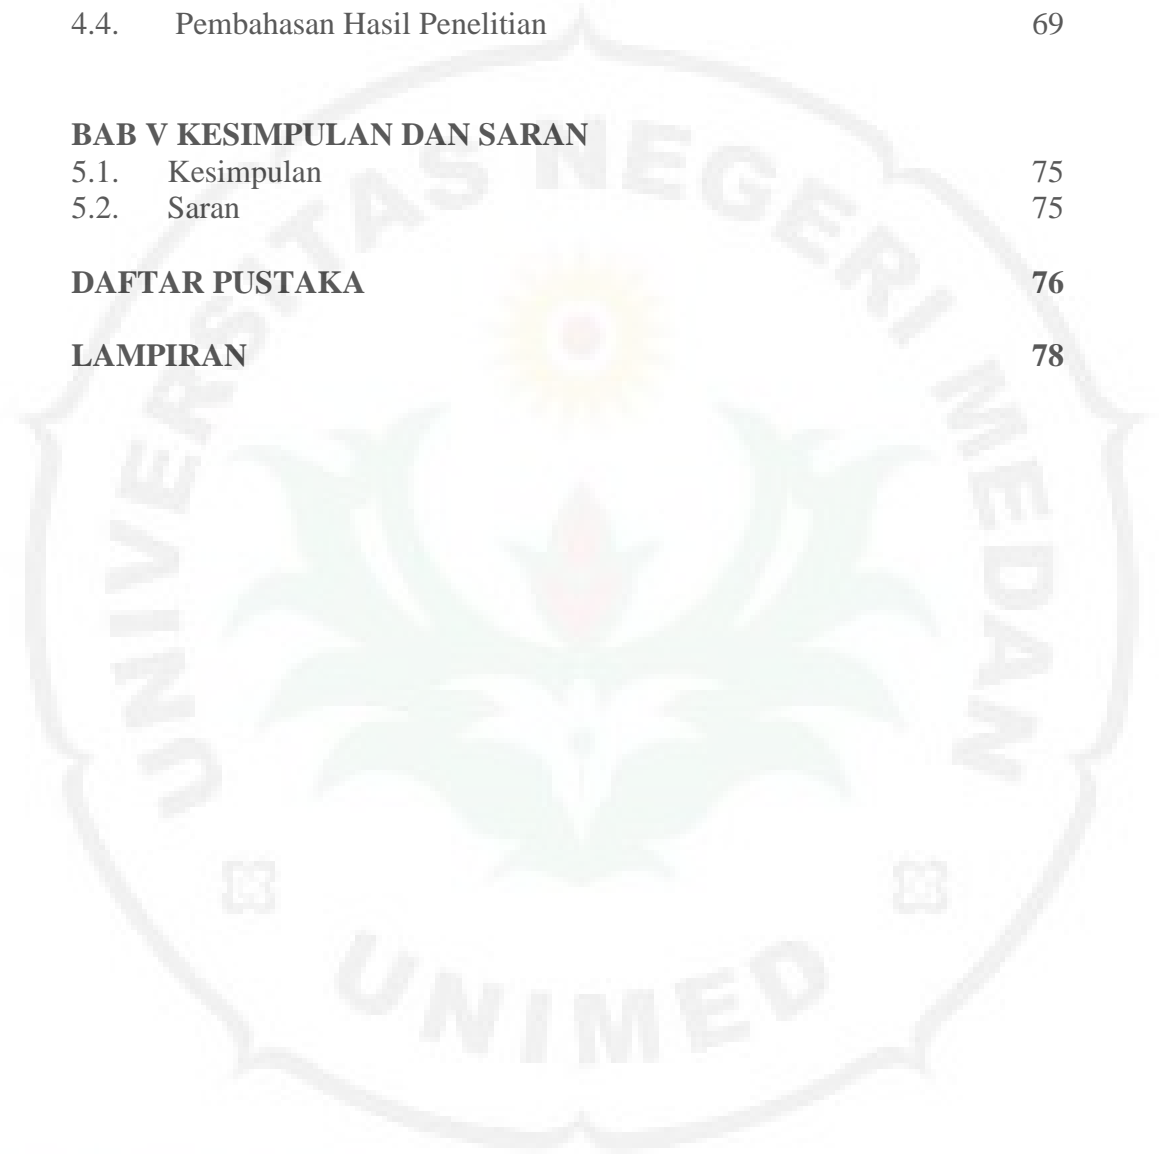 4.4. Pembahasan Hasil Penelitian 69
BAB V KESIMPULAN DAN SARAN
5.1. Kesimpulan 75
5.2. Saran 75
DAFTAR PUSTAKA 76
LAMPIRAN 78
UNIVERSITAS NEGERI MEDAN
UNIMED